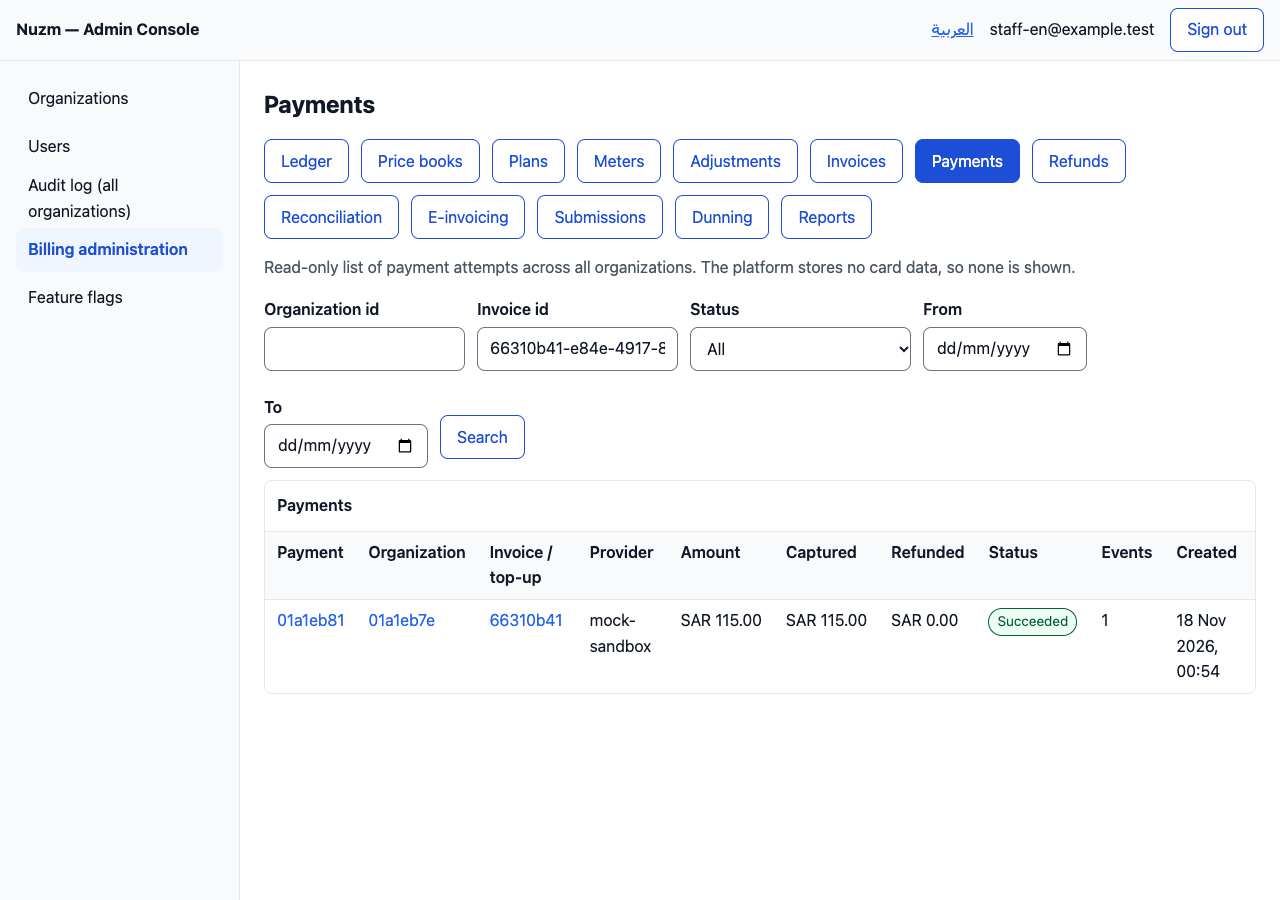 Nuzm — Admin Console
العربية
staff-en@example.test
Sign out
Organizations
Users
Audit log (all
organizations)
Billing administration
Feature flags
Payments
Ledger
Price books
Plans
Meters
Adjustments
Invoices
Payments
Refunds
Reconciliation
E-invoicing
Submissions
Dunning
Reports
Read-only list of payment attempts across all organizations. The platform stores no card data, so none is shown.
Organization id
Invoice id
Status
From
66310b41-e84e-4917-8
All
dd/mm/yyyy
To
dd/mm/yyyy
Search
Payments
Payment Organization Invoice / Provider Amount Captured Refunded Status Events Created
top-up
01a1eb81 01a1eb7e 66310b41 mock- SAR 115.00 SAR 115.00 SAR 0.00 Succeeded 1 18 Nov
sandbox 2026,
00:54